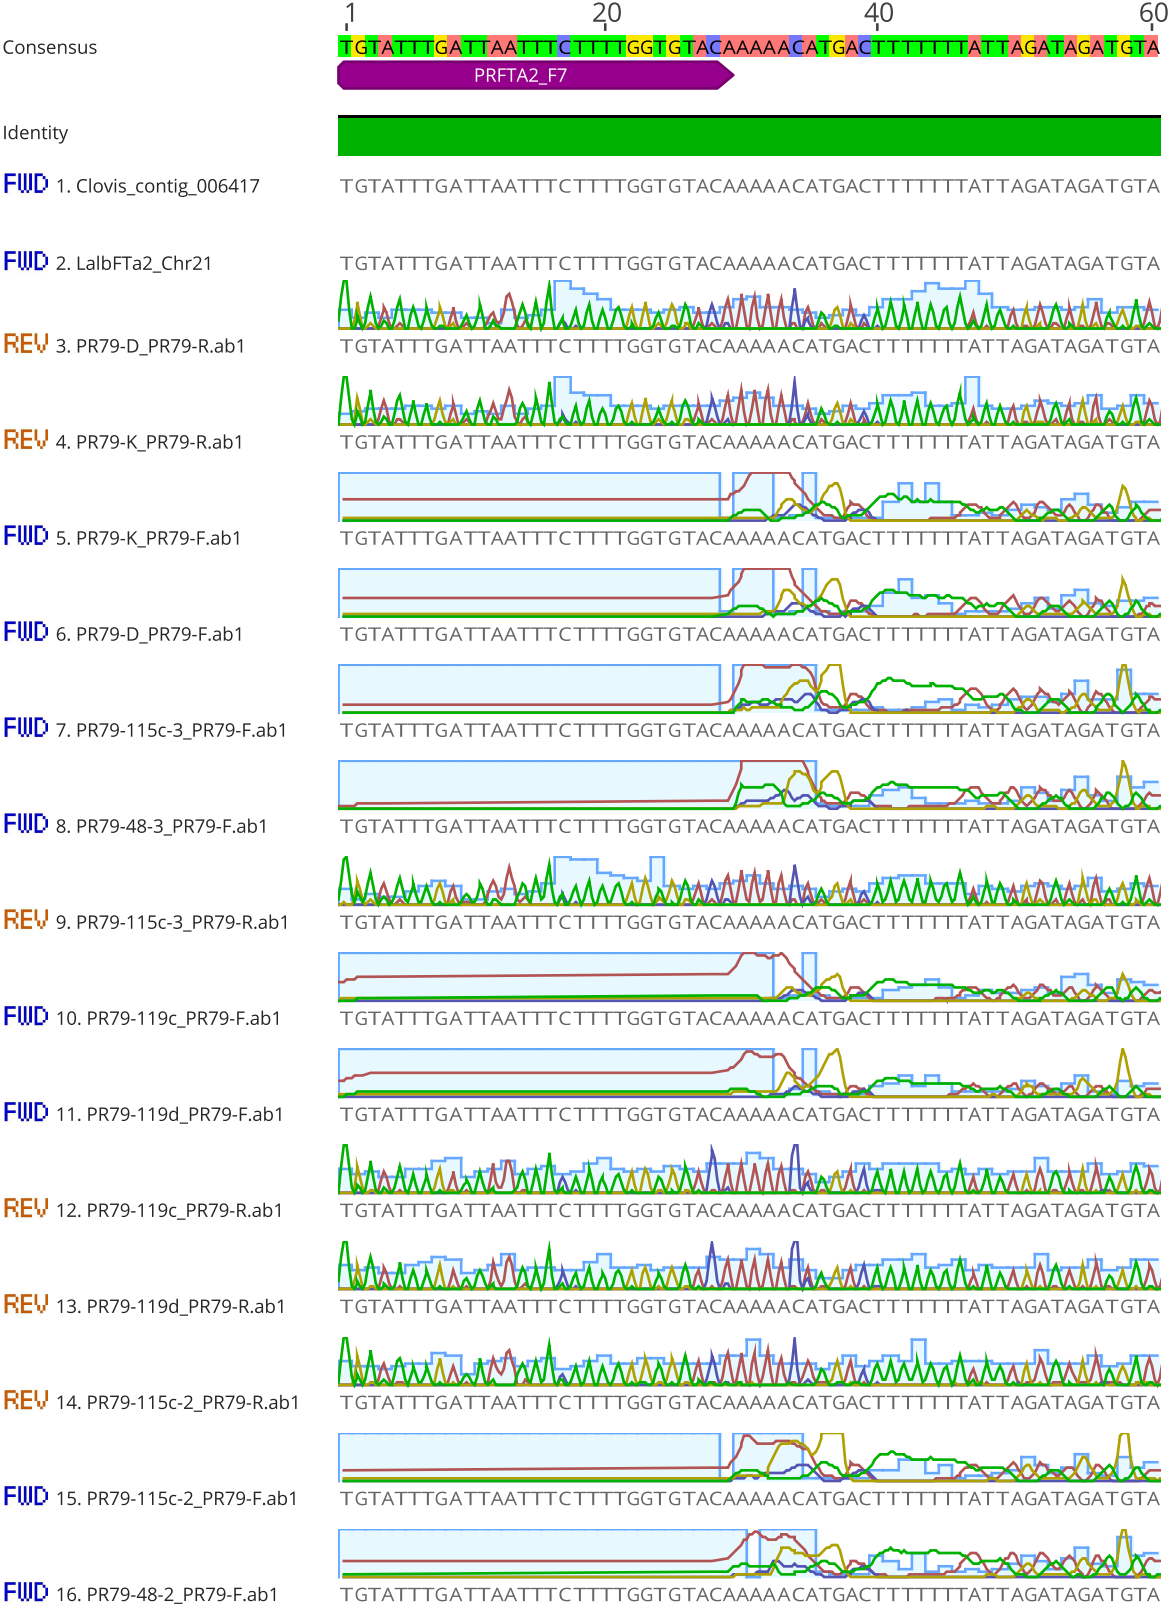 1 20 40 60
Consensus TGTATTTGATTAATTTCTTTTGGTGTACAAAAACATGACTTTTTTTATTAGATAGATGTA
PRFTA2_F7
Identity
FWD 1. Clovis_contig_006417 TGTATTTGATTAATTTCTTTTGGTGTACAAAAACATGACTTTTTTTATTAGATAGATGTA
FWD 2. LalbFTa2_Chr21 TGTATTTGATTAATTTCTTTTGGTGTACAAAAACATGACTTTTTTTATTAGATAGATGTA
REV 3. PR79-D_PR79-R.ab1 TGTATTTGATTAATTTCTTTTGGTGTACAAAAACATGACTTTTTTTATTAGATAGATGTA
REV 4. PR79-K_PR79-R.ab1 TGTATTTGATTAATTTCTTTTGGTGTACAAAAACATGACTTTTTTTATTAGATAGATGTA
FWD 5. PR79-K_PR79-F.ab1 TGTATTTGATTAATTTCTTTTGGTGTACAAAAACATGACTTTTTTTATTAGATAGATGTA
FWD 6. PR79-D_PR79-F.ab1 TGTATTTGATTAATTTCTTTTGGTGTACAAAAACATGACTTTTTTTATTAGATAGATGTA
FWD 7. PR79-115c-3_PR79-F.ab1 TGTATTTGATTAATTTCTTTTGGTGTACAAAAACATGACTTTTTTTATTAGATAGATGTA
FWD 8. PR79-48-3_PR79-F.ab1 TGTATTTGATTAATTTCTTTTGGTGTACAAAAACATGACTTTTTTTATTAGATAGATGTA
REV 9. PR79-115c-3_PR79-R.ab1 TGTATTTGATTAATTTCTTTTGGTGTACAAAAACATGACTTTTTTTATTAGATAGATGTA
FWD 10. PR79-119c_PR79-F.ab1 TGTATTTGATTAATTTCTTTTGGTGTACAAAAACATGACTTTTTTTATTAGATAGATGTA
FWD 11. PR79-119d_PR79-F.ab1 TGTATTTGATTAATTTCTTTTGGTGTACAAAAACATGACTTTTTTTATTAGATAGATGTA
REV 12. PR79-119c_PR79-R.ab1 TGTATTTGATTAATTTCTTTTGGTGTACAAAAACATGACTTTTTTTATTAGATAGATGTA
REV 13. PR79-119d_PR79-R.ab1 TGTATTTGATTAATTTCTTTTGGTGTACAAAAACATGACTTTTTTTATTAGATAGATGTA
REV 14. PR79-115c-2_PR79-R.ab1 TGTATTTGATTAATTTCTTTTGGTGTACAAAAACATGACTTTTTTTATTAGATAGATGTA
FWD 15. PR79-115c-2_PR79-F.ab1 TGTATTTGATTAATTTCTTTTGGTGTACAAAAACATGACTTTTTTTATTAGATAGATGTA
FWD 16. PR79-48-2_PR79-F.ab1 TGTATTTGATTAATTTCTTTTGGTGTACAAAAACATGACTTTTTTTATTAGATAGATGTA